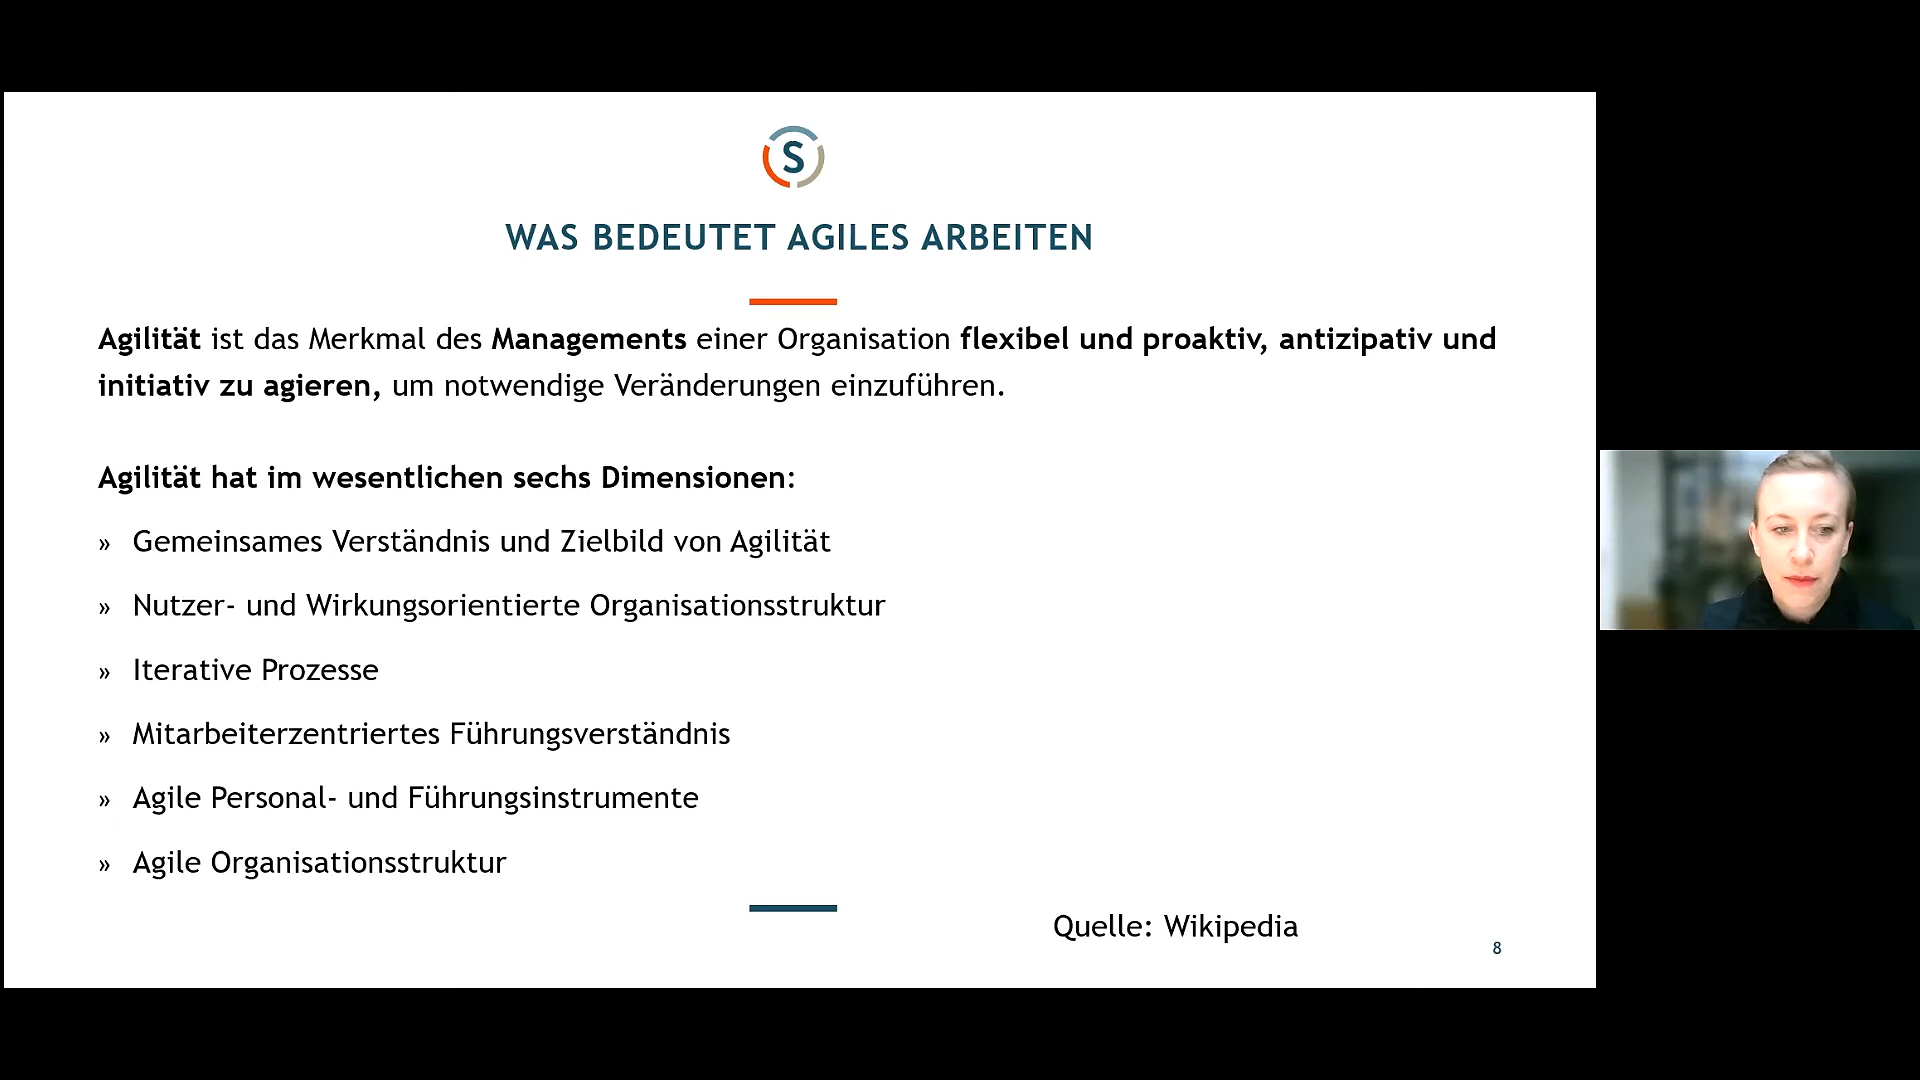 S
WAS BEDEUTET AGILES ARBEITEN
Agilität ist das Merkmal des Managements einer Organisation flexibel und proaktiv, antizipativ und
initiativ zu agieren, um notwendige Veränderungen einzuführen.
Agilität hat im wesentlichen sechs Dimensionen:
» Gemeinsames Verständnis und Zielbild von Agilität
» Nutzer- und Wirkungsorientierte Organisationsstruktur
» Iterative Prozesse
» Mitarbeiterzentriertes Führungsverständnis
» Agile Personal- und Führungsinstrumente
» Agile Organisationsstruktur
Quelle: Wikipedia
8